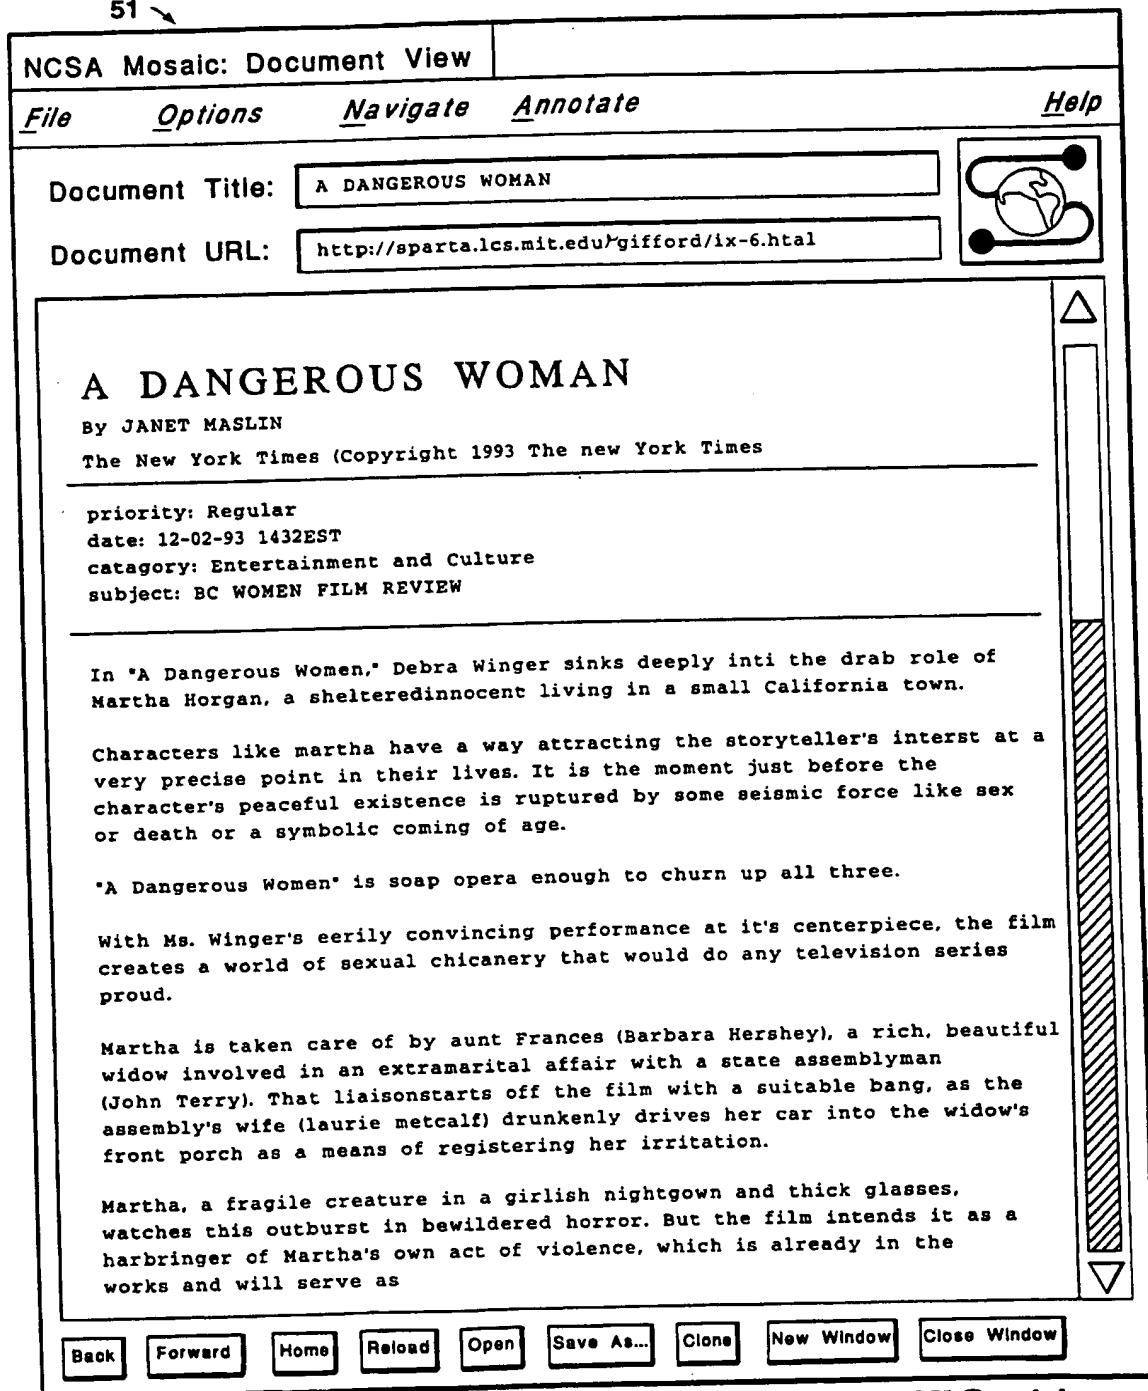 51
NCSA Mosaic: Document View
File Options Navigate Annotate Help
Document Title: A DANGEROUS WOMAN
Document URL: http://sparta.lcs.mit.edu/~gifford/ix-6.htal
A DANGEROUS WOMAN
By JANET MASLIN
The New York Times (Copyright 1993 The new York Times
priority: Regular
date: 12-02-93 1432EST
catagory: Entertainment and Culture
subject: BC WOMEN FILM REVIEW
In "A Dangerous Women," Debra Winger sinks deeply inti the drab role of
Martha Horgan, a shelteredinnocent living in a small California town.
Characters like martha have a way attracting the storyteller's interst at a
very precise point in their lives. It is the moment just before the
character's peaceful existence is ruptured by some seismic force like sex
or death or a symbolic coming of age.
"A Dangerous Women" is soap opera enough to churn up all three.
With Ms. Winger's eerily convincing performance at it's centerpiece, the film
creates a world of sexual chicanery that would do any television series
proud.
Martha is taken care of by aunt Frances (Barbara Hershey), a rich, beautiful
widow involved in an extramarital affair with a state assemblyman
(John Terry). That liaisonstarts off the film with a suitable bang, as the
assembly's wife (laurie metcalf) drunkenly drives her car into the widow's
front porch as a means of registering her irritation.
Martha, a fragile creature in a girlish nightgown and thick glasses,
watches this outburst in bewildered horror. But the film intends it as a
harbringer of Martha's own act of violence, which is already in the
works and will serve as
Back Forward Home Reload Open Save As... Clone New Window Close Window